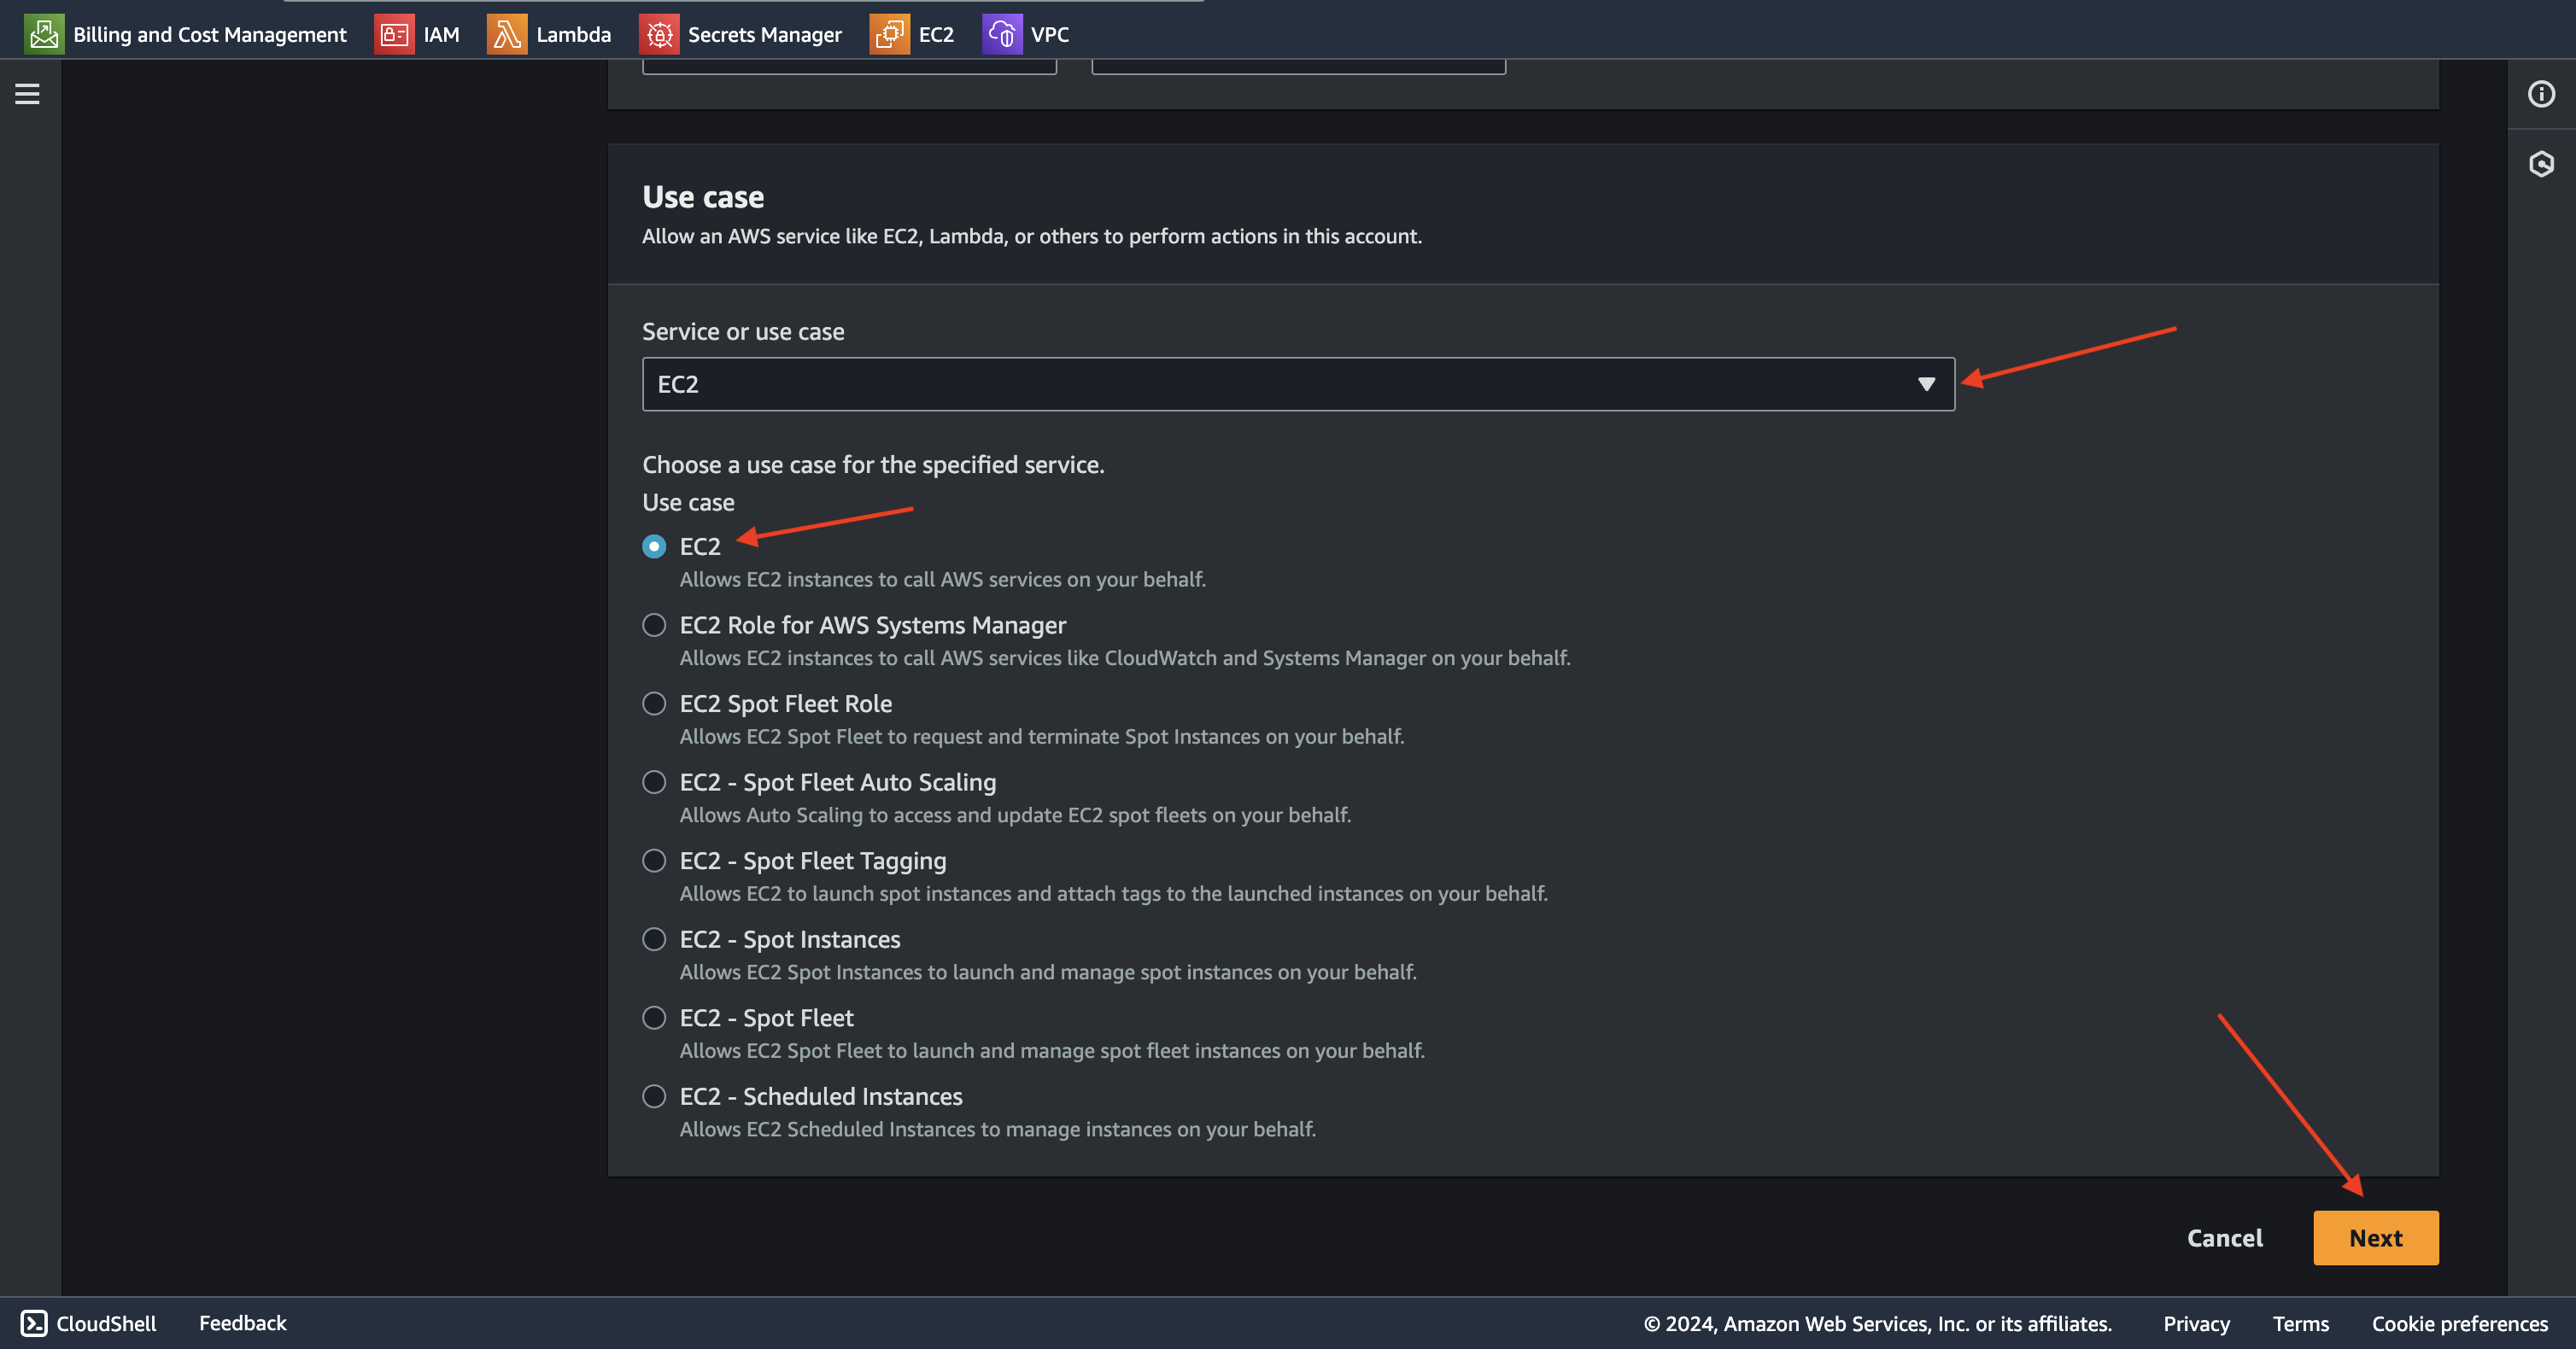 Billing and Cost Management IAM Lambda Secrets Manager EC2 VPC
Use case
Allow an AWS service like EC2, Lambda, or others to perform actions in this account.
Service or use case
EC2
Choose a use case for the specified service.
Use case
EC2
Allows EC2 instances to call AWS services on your behalf.
EC2 Role for AWS Systems Manager
Allows EC2 instances to call AWS services like CloudWatch and Systems Manager on your behalf.
EC2 Spot Fleet Role
Allows EC2 Spot Fleet to request and terminate Spot Instances on your behalf.
EC2 - Spot Fleet Auto Scaling
Allows Auto Scaling to access and update EC2 spot fleets on your behalf.
EC2 - Spot Fleet Tagging
Allows EC2 to launch spot instances and attach tags to the launched instances on your behalf.
EC2 - Spot Instances
Allows EC2 Spot Instances to launch and manage spot instances on your behalf.
EC2 - Spot Fleet
Allows EC2 Spot Fleet to launch and manage spot fleet instances on your behalf.
EC2 - Scheduled Instances
Allows EC2 Scheduled Instances to manage instances on your behalf.
Cancel Next
CloudShell Feedback © 2024, Amazon Web Services, Inc. or its affiliates. Privacy Terms Cookie preferences